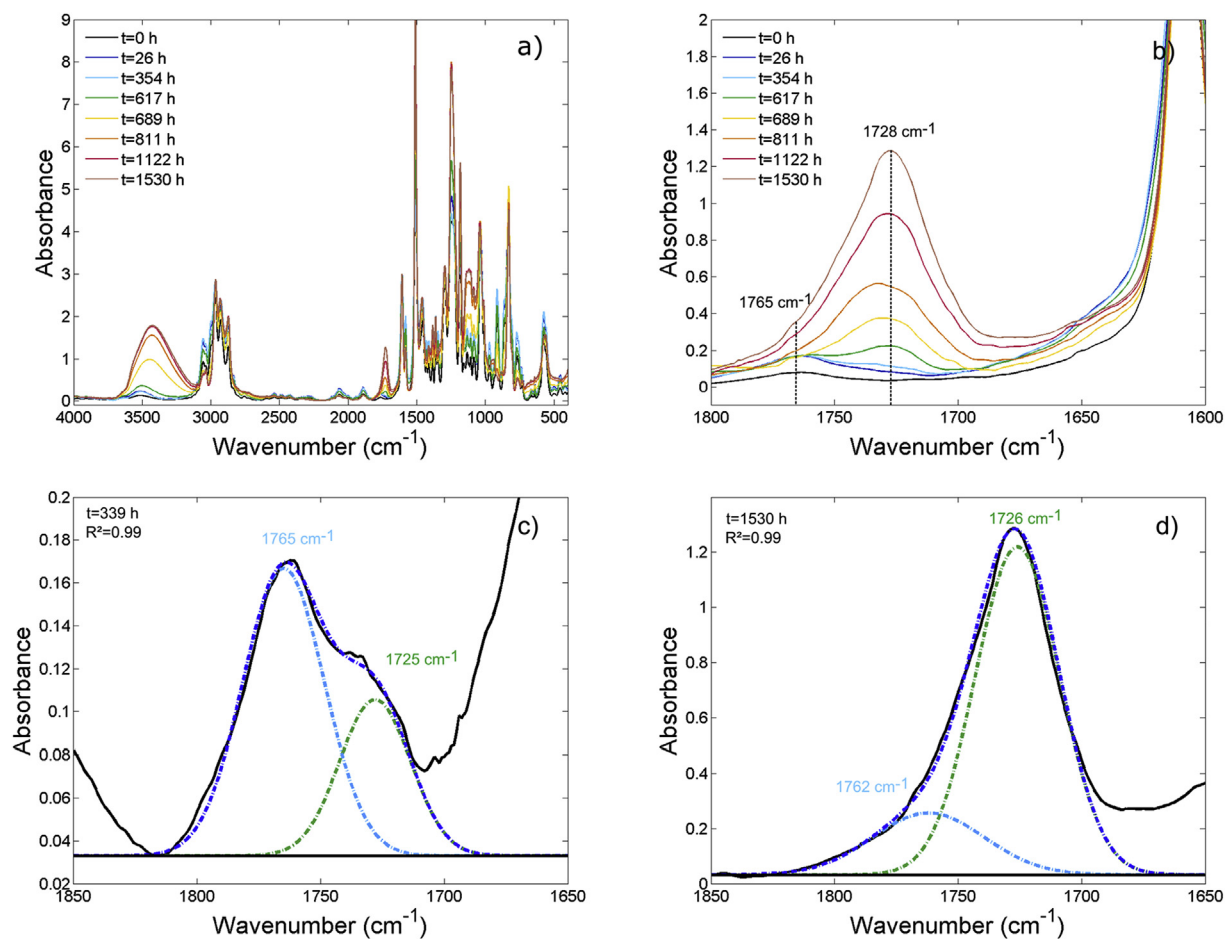 a)
t=0 h
t=26 h
t=354 h
t=617 h
t=689 h
t=811 h
t=1122 h
t=1530 h
9
8
7
6
5
4
3
2
1
0
Absorbance
4000 3500 3000 2500 2000 1500 1000 500
Wavenumber (cm⁻¹)
b)
t=0 h
t=26 h
t=354 h
t=617 h
t=689 h
t=811 h
t=1122 h
t=1530 h
1728 cm⁻¹
1765 cm⁻¹
2
1.8
1.6
1.4
1.2
1
0.8
0.6
0.4
0.2
0
Absorbance
1800 1750 1700 1650 1600
Wavenumber (cm⁻¹)
c)
t=339 h
R²=0.99
1765 cm⁻¹
1725 cm⁻¹
0.2
0.18
0.16
0.14
0.12
0.1
0.08
0.06
0.04
0.02
Absorbance
1850 1800 1750 1700 1650
Wavenumber (cm⁻¹)
d)
t=1530 h
R²=0.99
1726 cm⁻¹
1762 cm⁻¹
1.2
1
0.8
0.6
0.4
0.2
0
Absorbance
1850 1800 1750 1700 1650
Wavenumber (cm⁻¹)